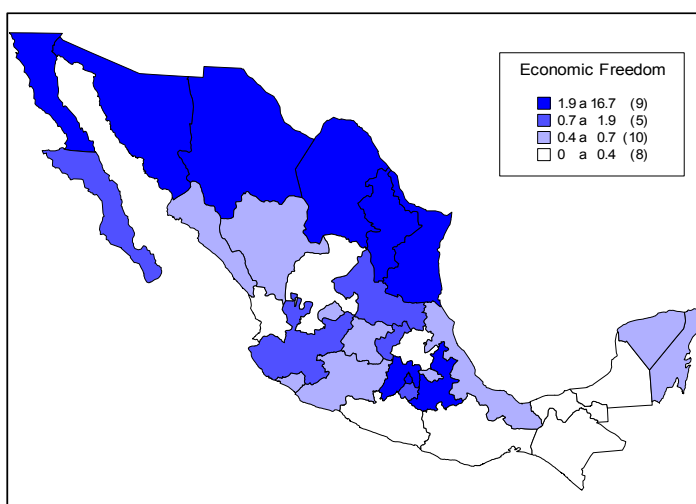 Economic Freedom
1.9 a 16.7 (9)
0.7 a 1.9 (5)
0.4 a 0.7 (10)
0 a 0.4 (8)